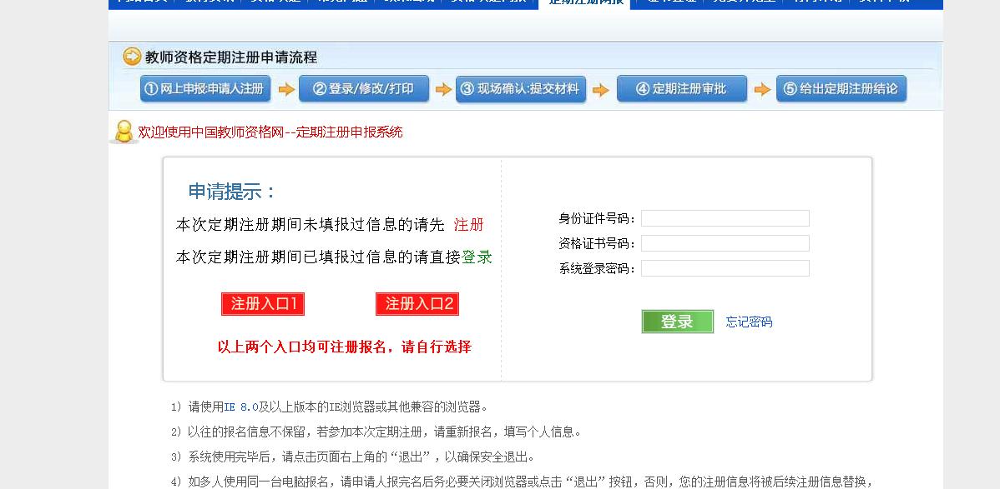 定期注册网报
教师资格定期注册申请流程
①网上申报:申请人注册
②登录/修改/打印
③现场确认:提交材料
④定期注册审批
⑤给出定期注册结论
欢迎使用中国教师资格网--定期注册申报系统
申请提示：
本次定期注册期间未填报过信息的请先 注册
本次定期注册期间已填报过信息的请直接登录
注册入口1 注册入口2
以上两个入口均可注册报名，请自行选择
身份证件号码：
资格证书号码：
系统登录密码：
登录 忘记密码
1) 请使用IE 8.0及以上版本的IE浏览器或其他兼容的浏览器。
2) 以往的报名信息不保留，若参加本次定期注册，请重新报名，填写个人信息。
3) 系统使用完毕后，请点击页面右上角的“退出”，以确保安全退出。
4) 如多人使用同一台电脑报名，请申请人报完名后务必要关闭浏览器或点击“退出”按钮，否则，您的注册信息将被后续注册信息替换，